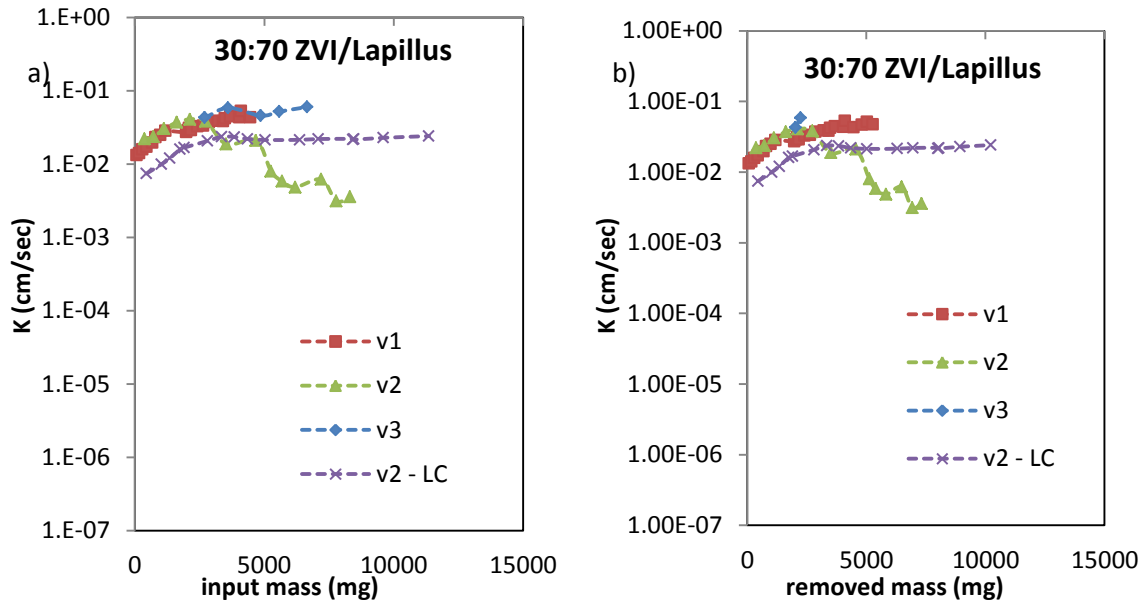 a)
30:70 ZVI/Lapillus
K (cm/sec)
1.E+00
1.E-01
1.E-02
1.E-03
1.E-04
1.E-05
1.E-06
1.E-07
v1
v2
v3
v2 - LC
0 5000 10000 15000
input mass (mg)
b)
30:70 ZVI/Lapillus
K (cm/sec)
1.00E+00
1.00E-01
1.00E-02
1.00E-03
1.00E-04
1.00E-05
1.00E-06
1.00E-07
v1
v2
v3
v2 - LC
0 5000 10000 15000
removed mass (mg)